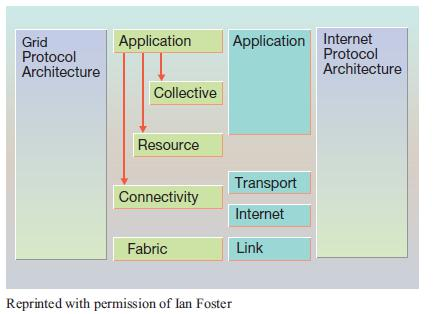 Grid
Protocol
Architecture
Application
Collective
Resource
Connectivity
Fabric
Application
Transport
Internet
Link
Internet
Protocol
Architecture
Reprinted with permission of Ian Foster